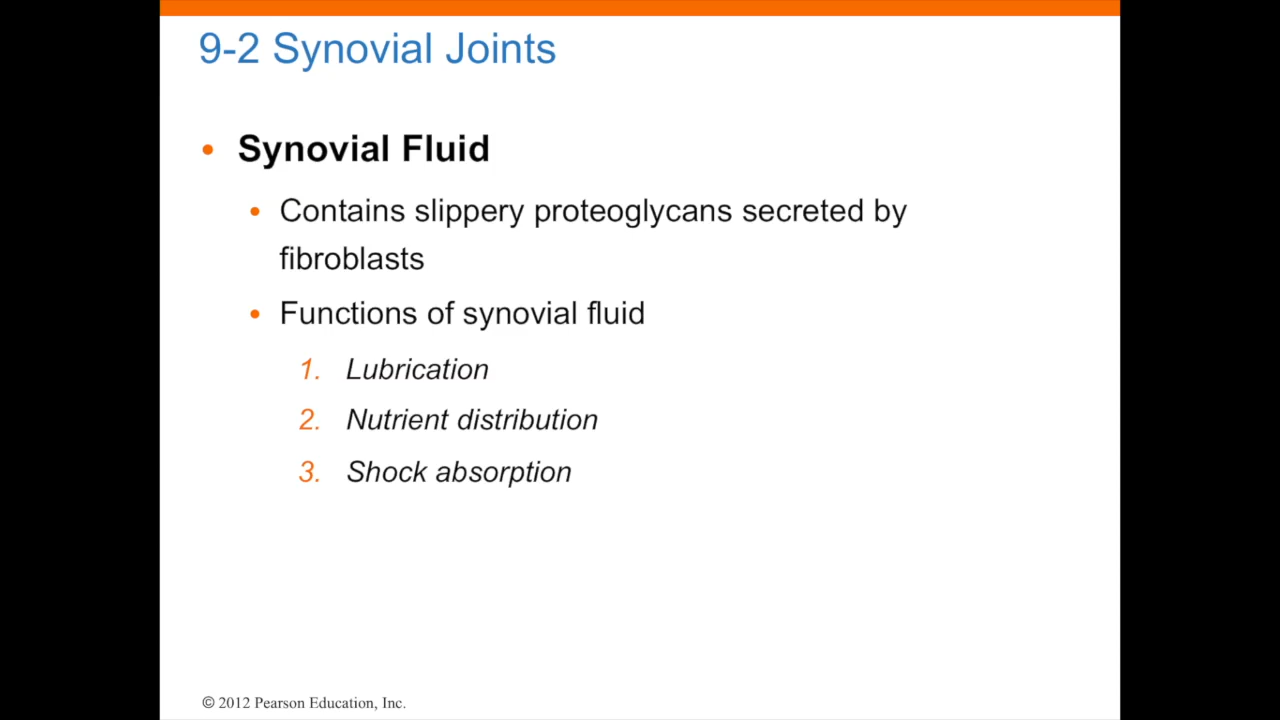 9-2 Synovial Joints
• Synovial Fluid
• Contains slippery proteoglycans secreted by
fibroblasts
• Functions of synovial fluid
1. Lubrication
2. Nutrient distribution
3. Shock absorption
© 2012 Pearson Education, Inc.